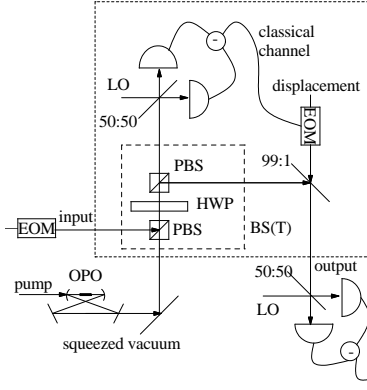 classical
channel
-
LO
displacement
50:50
EOM
PBS
99:1
HWP
EOM
input
PBS
BS(T)
pump
OPO
50:50
output
LO
squeezed vacuum
-